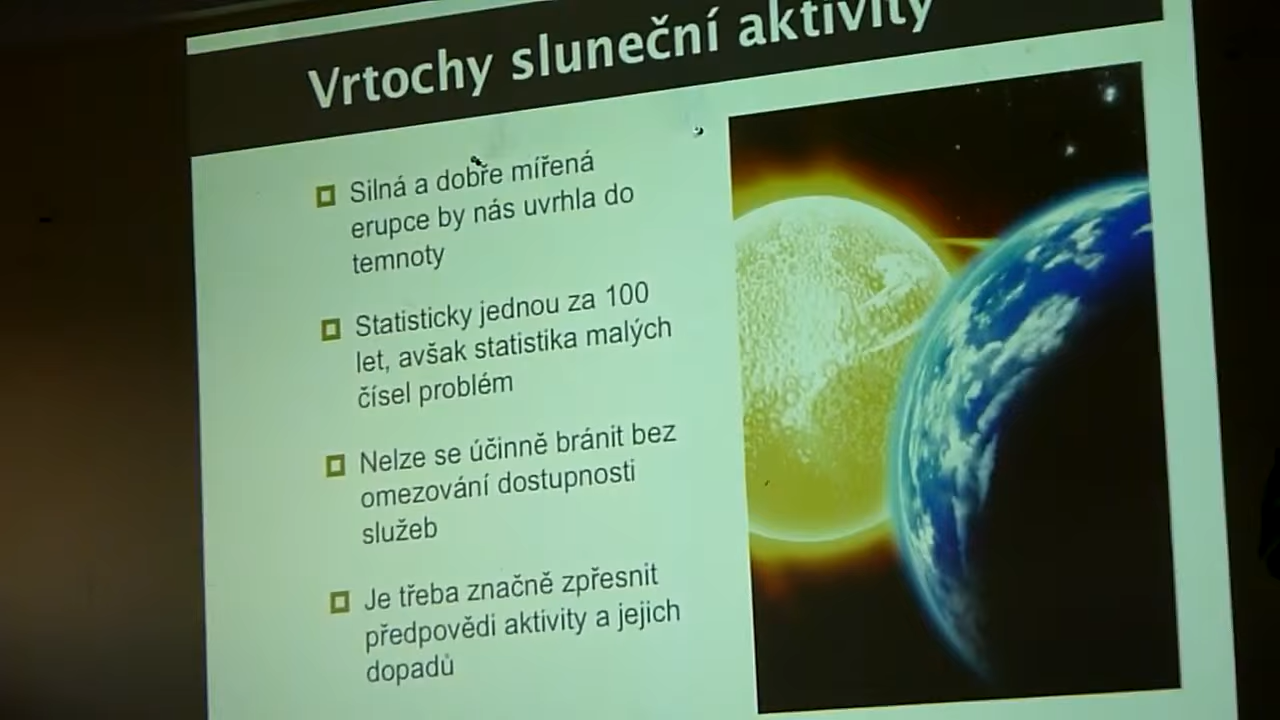 Vrtochy sluneční aktivity
Silná a dobře mířená
erupce by nás uvrhla do
temnoty
Statisticky jednou za 100
let, avšak statistika malých
čísel problém
Nelze se účinně bránit bez
omezování dostupnosti
služeb
Je třeba značně zpřesnit
předpovědi aktivity a jejich
dopadů